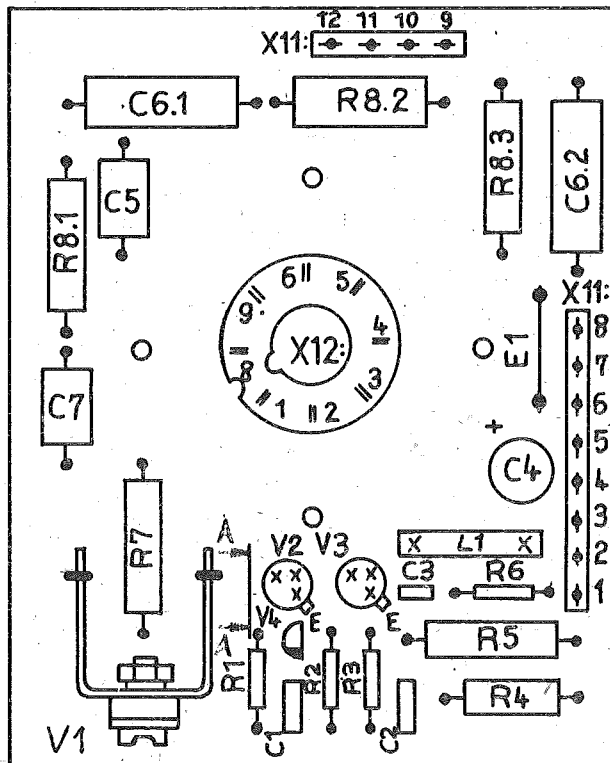 12 11 10 9
X11:
C6.1
R8.2
R8.3
C6.2
C5
R8.1
6
5
9.
4
X12:
8
3
1
2
X11:
8
7
6
5
4
3
2
1
E1
C7
+
C4
R7
A
V2
V3
X L1 X
X X
X
X X
X
C3
R6
V4
E
E
A
R1
R2
R3
R5
R4
C1
C2
V1